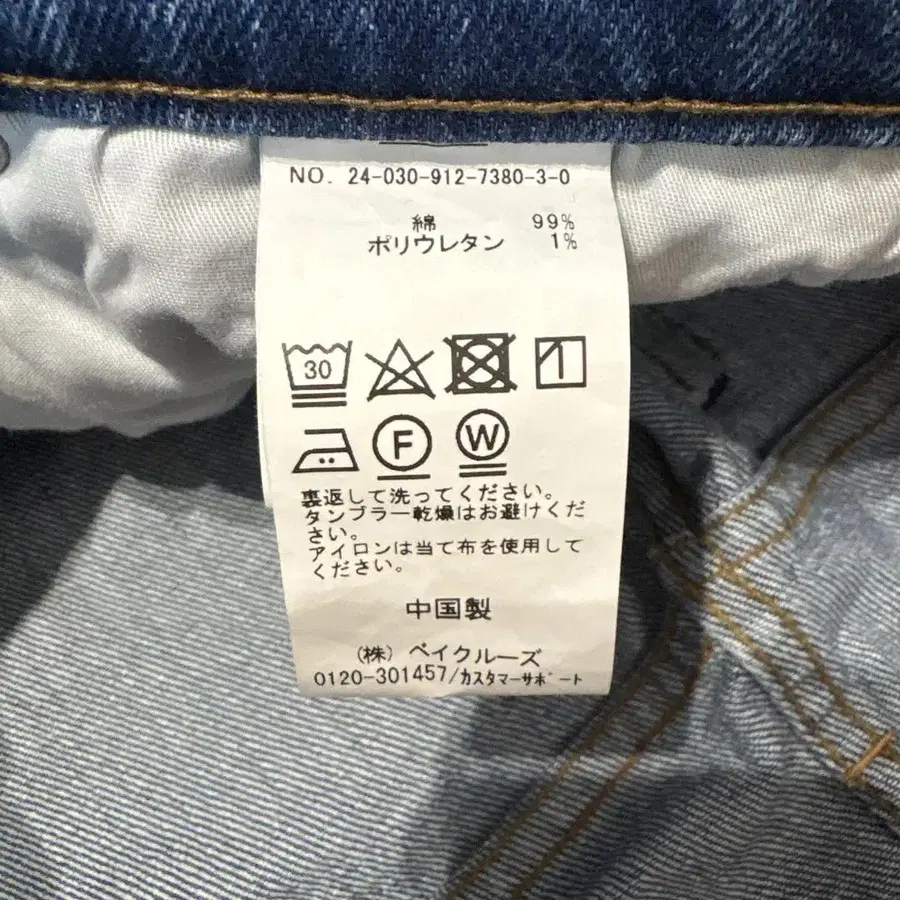 NO. 24-030-912-7380-3-0
綿 99%
ポリウレタン 1%
30
F W
裏返して洗ってください。
タンブラー乾燥はお避けくだ
さい。
アイロンは当て布を使用して
ください。
中国製
(株) ベイクルーズ
0120-301457/カスタマーサポート